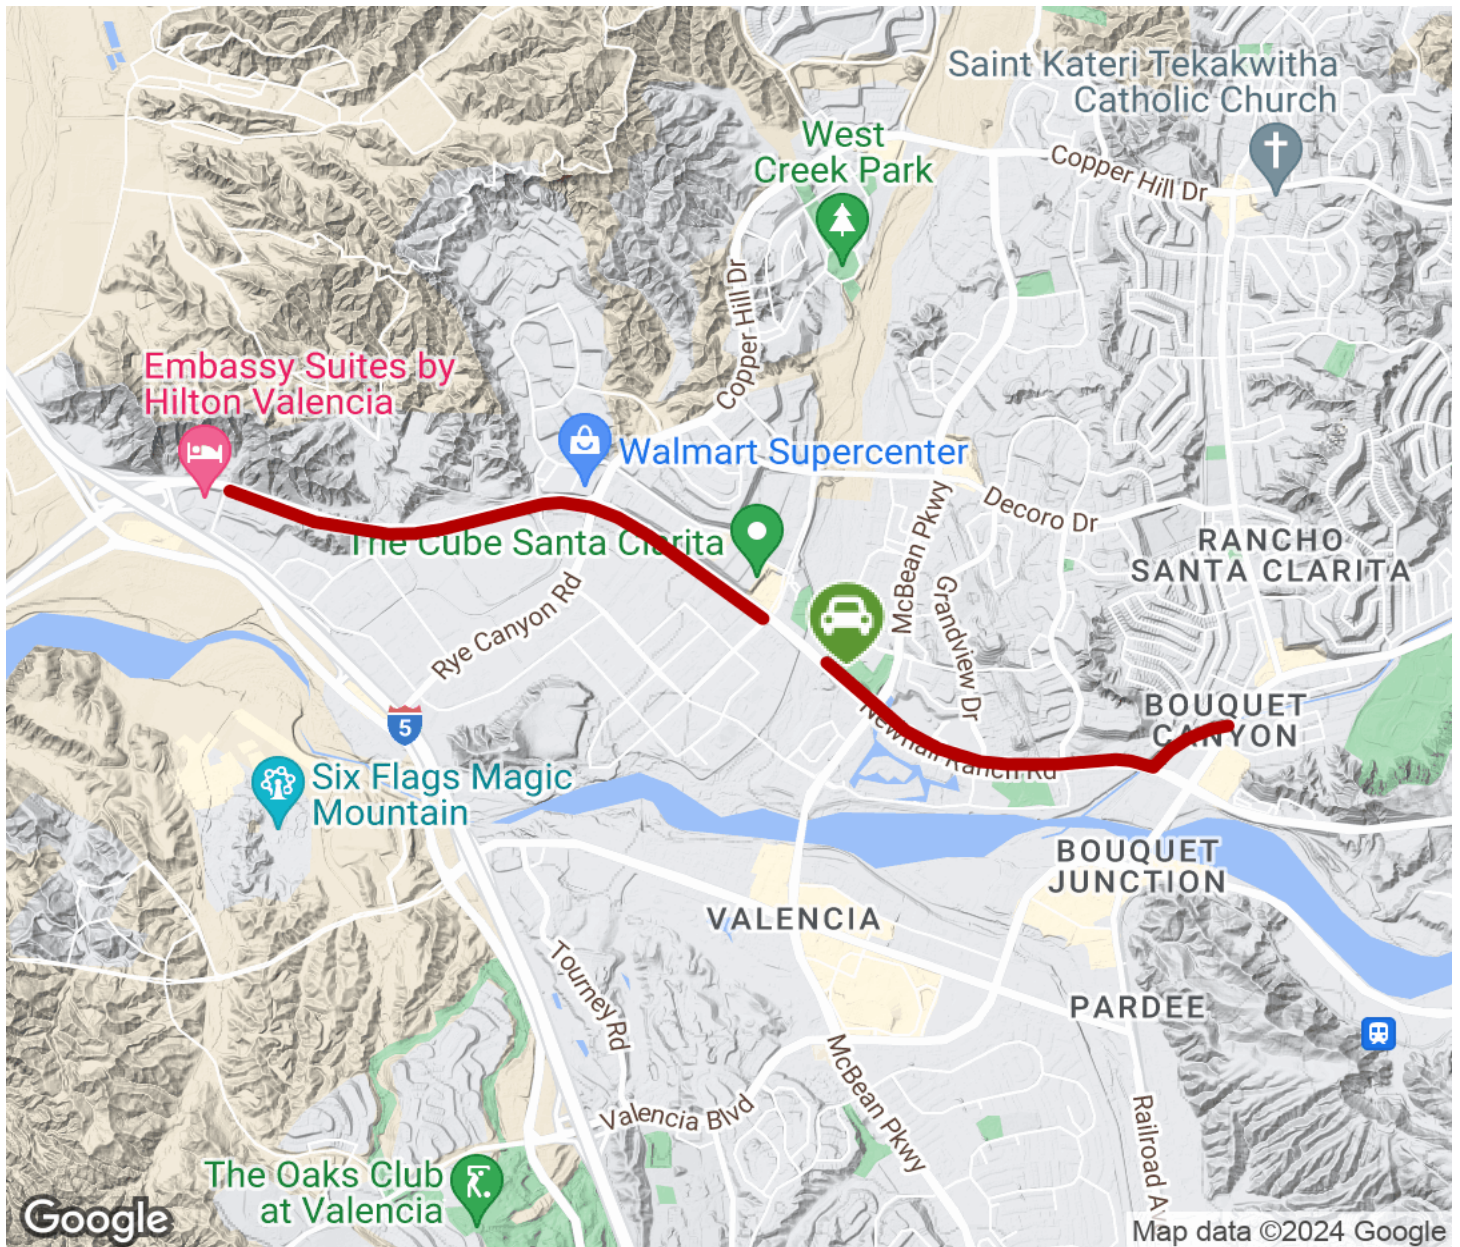 Saint Kateri Tekakwitha
Catholic Church
West
Creek Park
Copper Hill Dr
Copper Hill Dr
Embassy Suites by
Hilton Valencia
Walmart Supercenter
McBean Pkwy
Decoro Dr
The Cube Santa Clarita
RANCHO
SANTA CLARITA
Grandview Dr
Rye Canyon Rd
5
BOUQUET
CANYON
Newhall Ranch Rd
Six Flags Magic
Mountain
BOUQUET
JUNCTION
VALENCIA
Tourney Rd
PARDEE
McBean Pkwy
Valencia Blvd
Railroad A
The Oaks Club
at Valencia
Google
Map data ©2024 Google